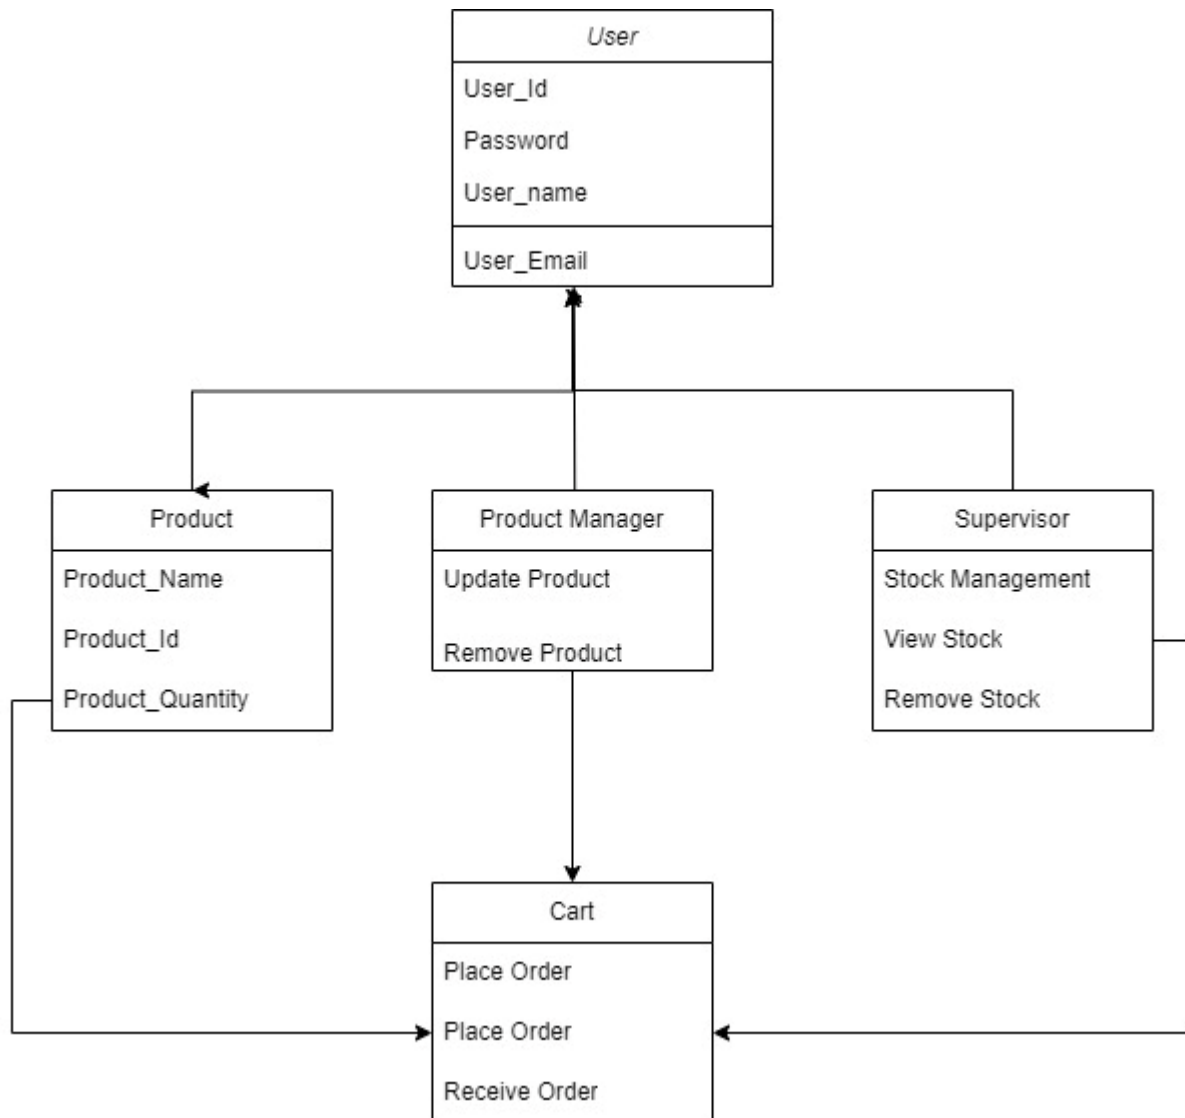 User
User_Id
Password
User_name
User_Email
Product
Product_Name
Product_Id
Product_Quantity
Product Manager
Update Product
Remove Product
Supervisor
Stock Management
View Stock
Remove Stock
Cart
Place Order
Place Order
Receive Order